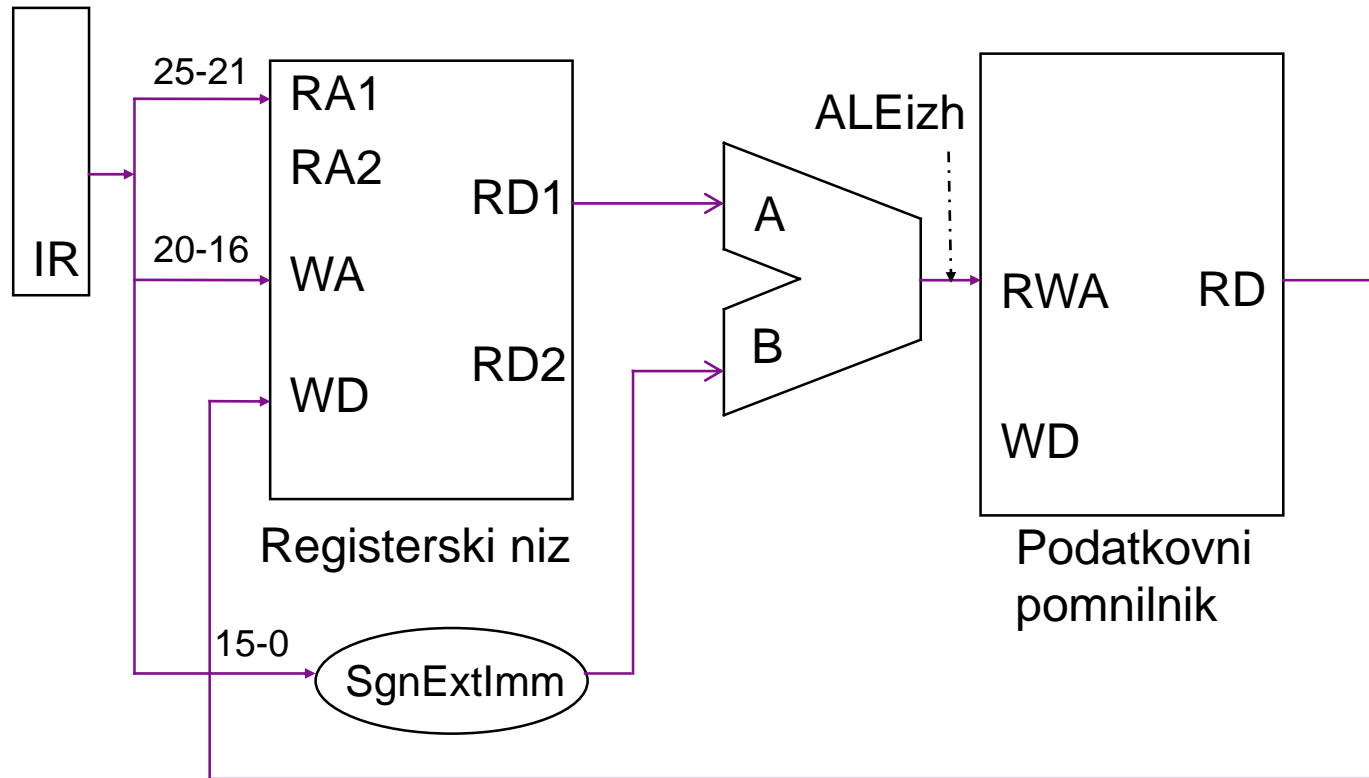 IR
25-21
20-16
15-0
RA1
RA2
WA
WD
RD1
RD2
Registerski niz
SgnExtImm
A
B
ALEizh
RWA
RD
WD
Podatkovni
pomnilnik